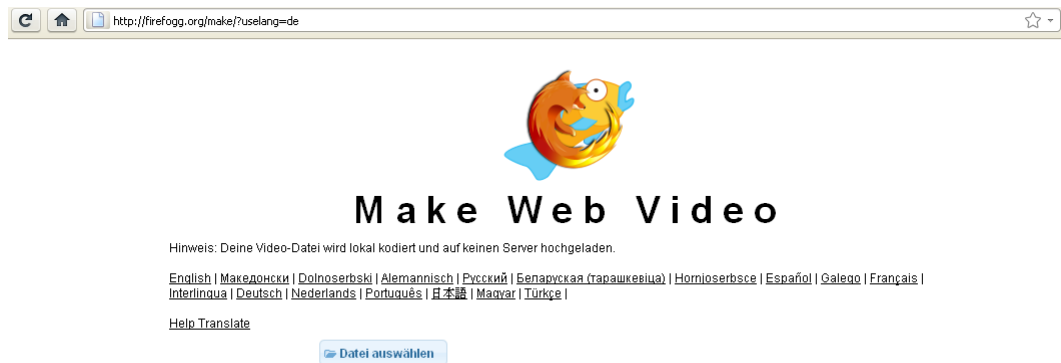 http://firefogg.org/make/?uselang=de
Make Web Video
Hinweis: Deine Video-Datei wird lokal kodiert und auf keinen Server hochgeladen.
English | Македонски | Dolnoserbski | Alemannisch | Русский | Беларуская (тарашкевіца) | Hornjoserbsce | Español | Galego | Français |
Interlingua | Deutsch | Nederlands | Português | 日本語 | Magyar | Türkçe |
Help Translate
Datei auswählen